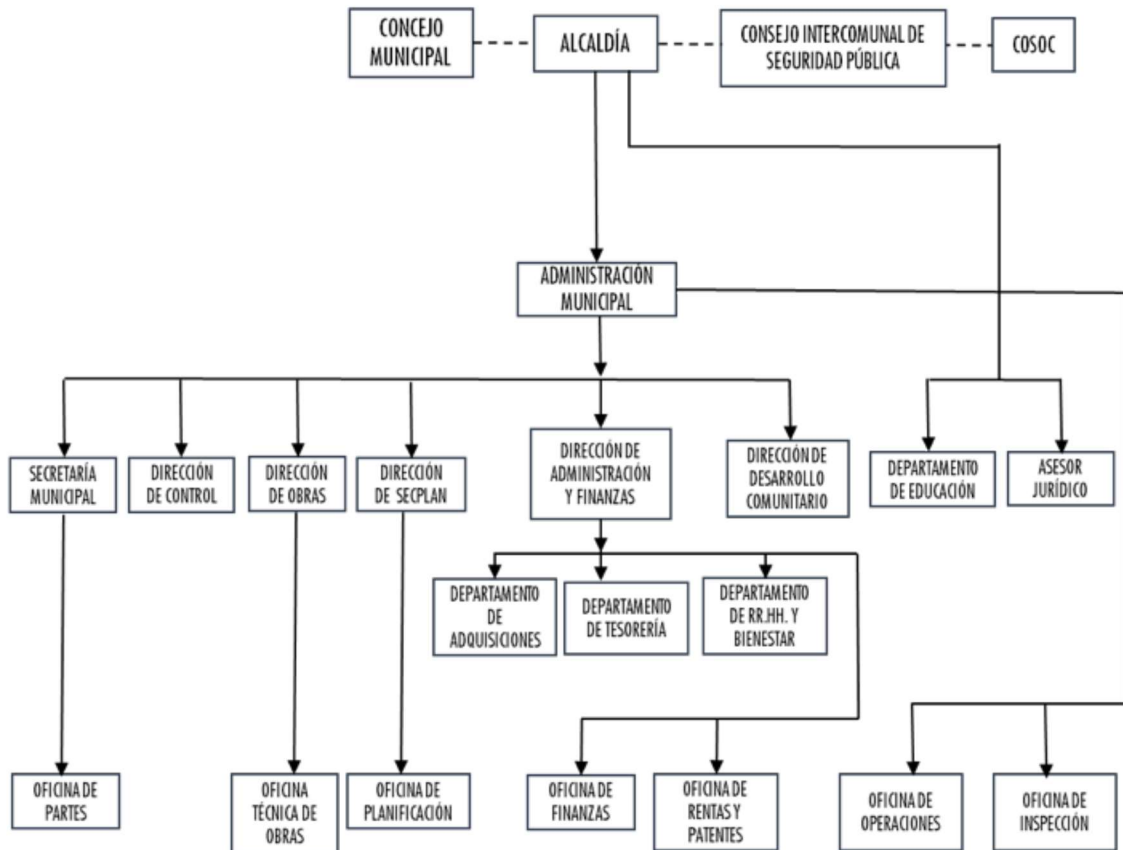 CONCEJO
MUNICIPAL
ALCALDÍA
CONSEJO INTERCOMUNAL DE
SEGURIDAD PÚBLICA
COSOC
ADMINISTRACIÓN
MUNICIPAL
SECRETARÍA
MUNICIPAL
DIRECCIÓN
DE CONTROL
DIRECCIÓN
DE OBRAS
DIRECCIÓN
DE SECPLAN
DIRECCIÓN DE
ADMINISTRACIÓN
Y FINANZAS
DIRECCIÓN DE
DESARROLLO
COMUNITARIO
DEPARTAMENTO
DE EDUCACIÓN
ASESOR
JURÍDICO
DEPARTAMENTO
DE
ADQUISICIONES
DEPARTAMENTO
DE TESORERÍA
DEPARTAMENTO
DE RR.HH. Y
BIENESTAR
OFICINA DE
PARTES
OFICINA
TÉCNICA DE
OBRAS
OFICINA DE
PLANIFICACIÓN
OFICINA DE
FINANZAS
OFICINA DE
RENTAS Y
PATENTES
OFICINA DE
OPERACIONES
OFICINA DE
INSPECCIÓN